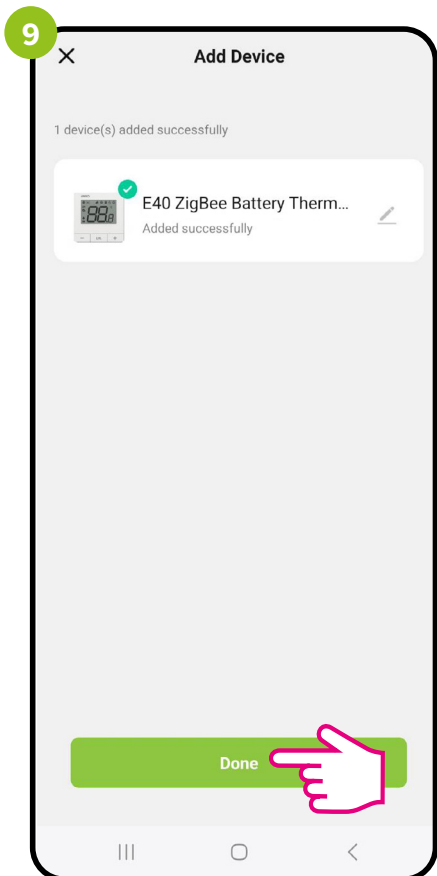 9
Add Device
1 device(s) added successfully
E40 ZigBee Battery Therm...
Added successfully
Done